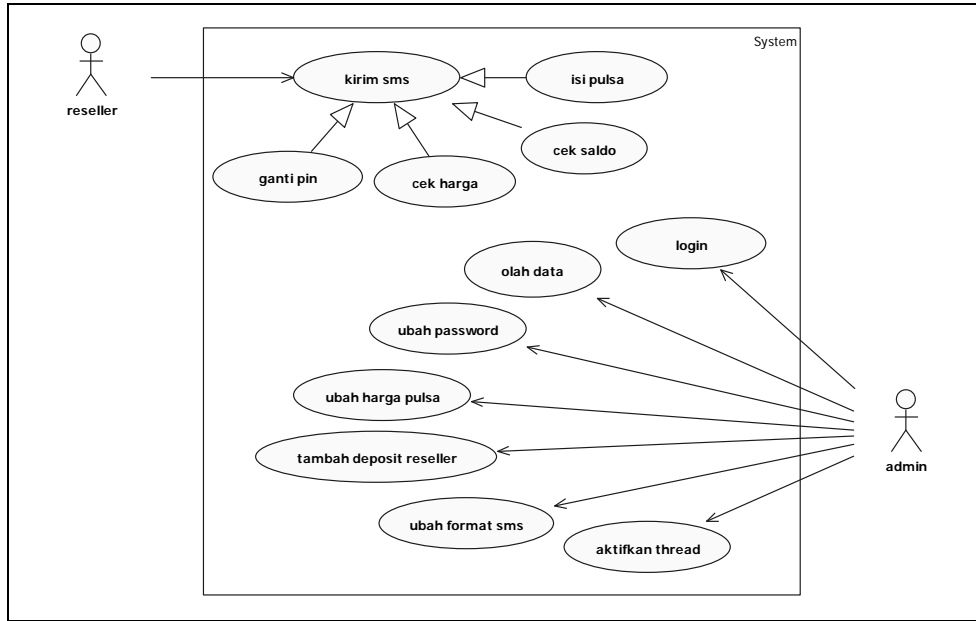 System
reseller
kirim sms
isi pulsa
cek saldo
ganti pin
cek harga
login
olah data
ubah password
ubah harga pulsa
tambah deposit reseller
admin
ubah format sms
aktifkan thread